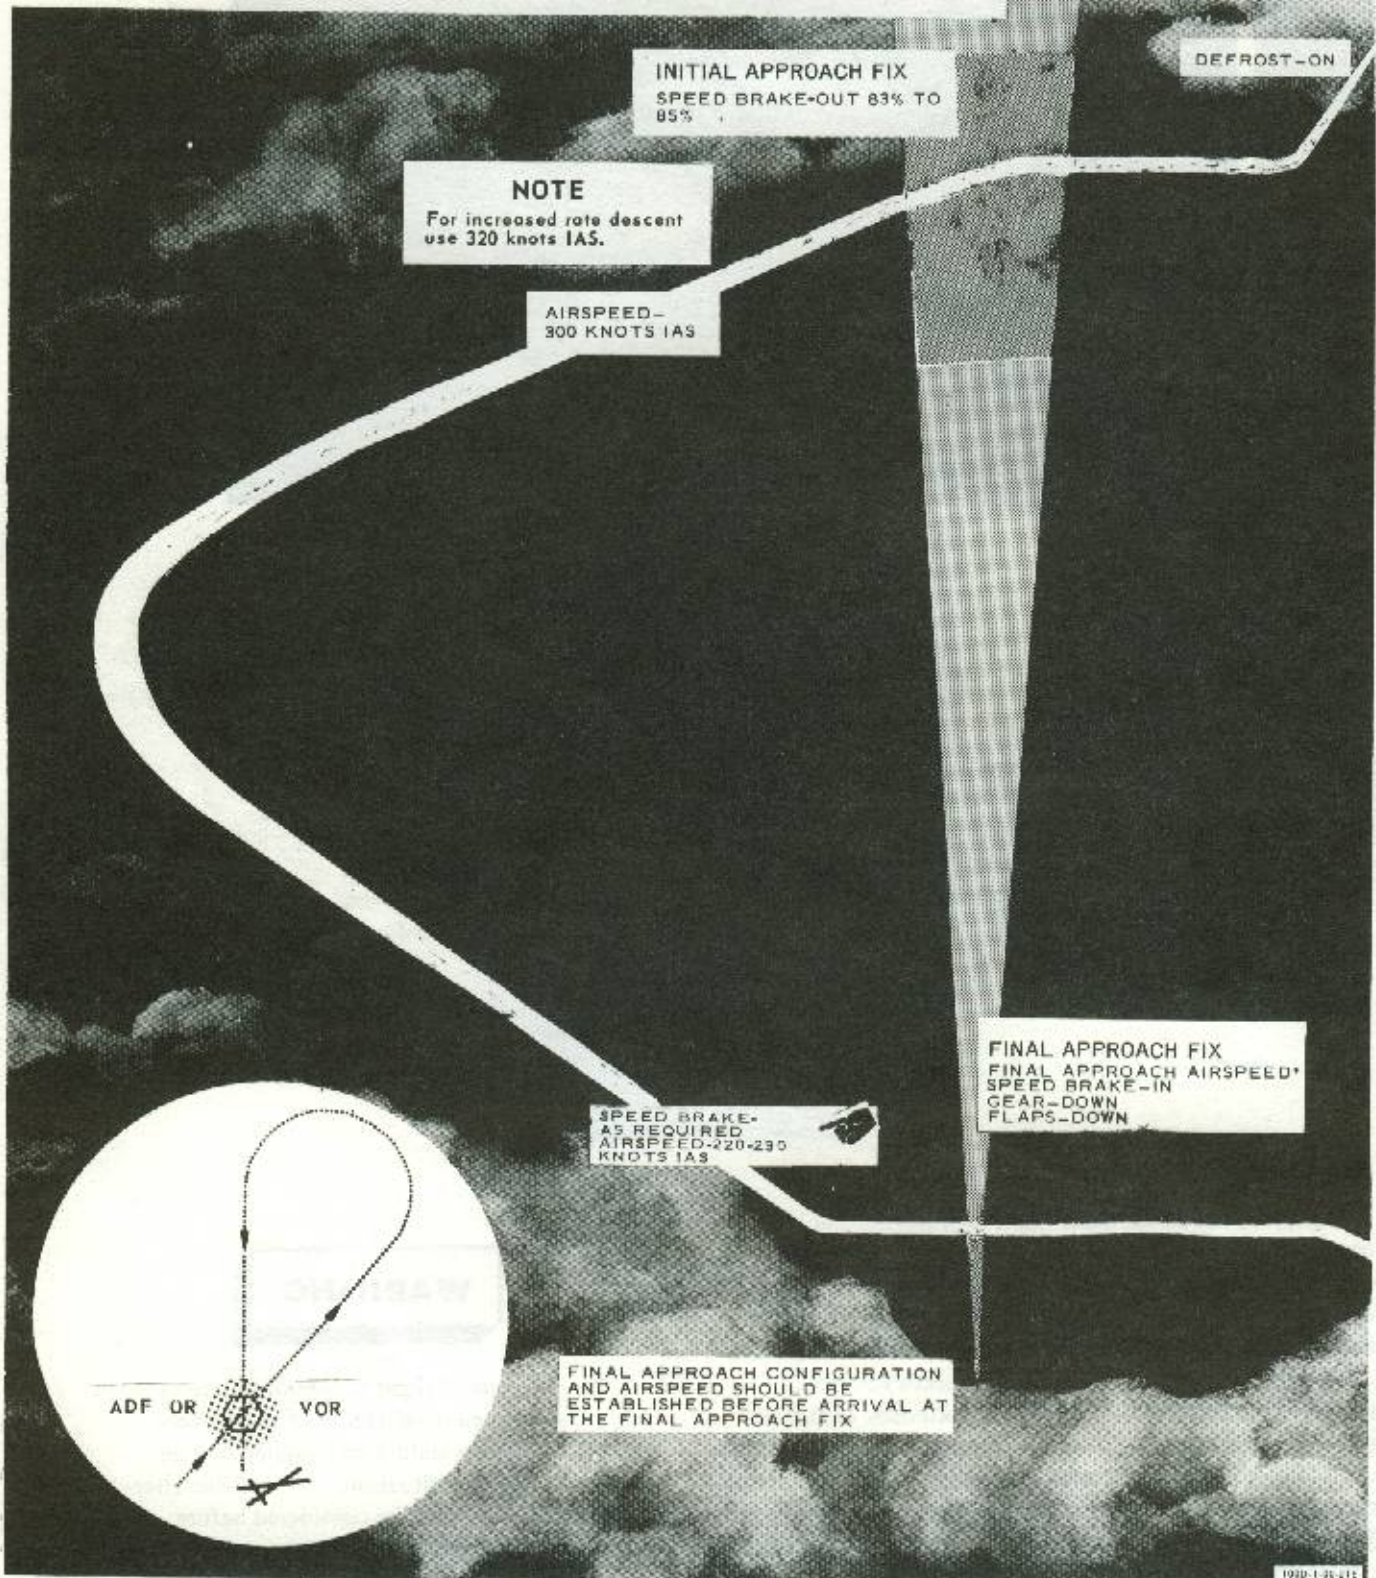 DEFROST-ON
INITIAL APPROACH FIX
SPEED BRAKE-OUT 83% TO
85%
NOTE
For increased rate descent
use 320 knots IAS.
AIRSPEED-
300 KNOTS IAS
FINAL APPROACH FIX
FINAL APPROACH AIRSPEED*
SPEED BRAKE-IN
GEAR-DOWN
FLAPS-DOWN
SPEED BRAKE-
AS REQUIRED
AIRSPEED-220-230
KNOTS IAS
ADF OR VOR
FINAL APPROACH CONFIGURATION
AND AIRSPEED SHOULD BE
ESTABLISHED BEFORE ARRIVAL AT
THE FINAL APPROACH FIX